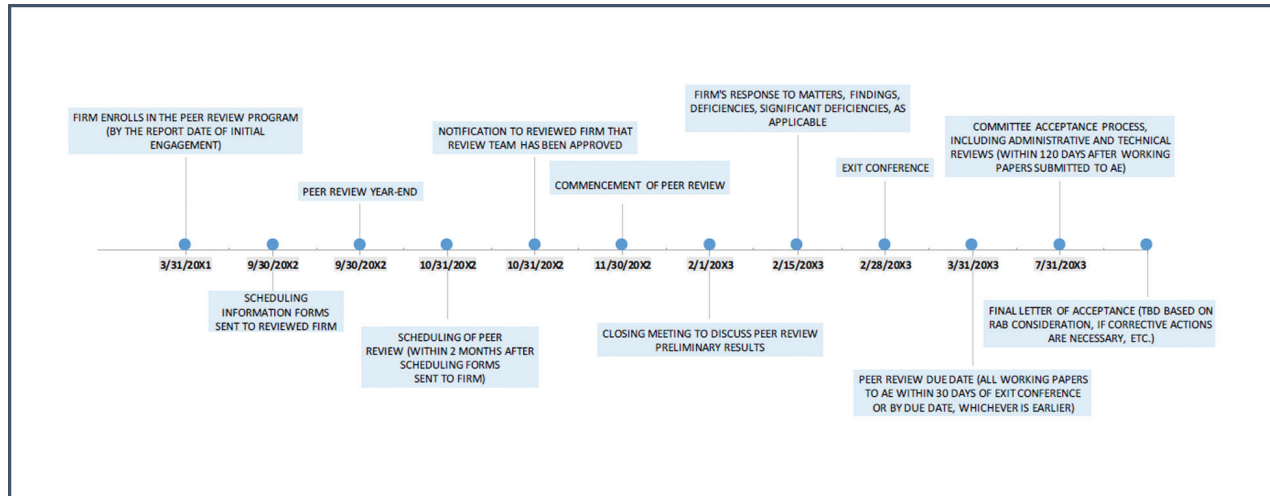 FIRM ENROLLS IN THE PEER REVIEW PROGRAM
(BY THE REPORT DATE OF INITIAL
ENGAGEMENT)
PEER REVIEW YEAR-END
NOTIFICATION TO REVIEWED FIRM THAT
REVIEW TEAM HAS BEEN APPROVED
COMMENCEMENT OF PEER REVIEW
FIRM'S RESPONSE TO MATTERS, FINDINGS,
DEFICIENCIES, SIGNIFICANT DEFICIENCIES, AS
APPLICABLE
EXIT CONFERENCE
COMMITTEE ACCEPTANCE PROCESS,
INCLUDING ADMINISTRATIVE AND TECHNICAL
REVIEWS (WITHIN 120 DAYS AFTER WORKING
PAPERS SUBMITTED TO AE)
3/31/20X1
9/30/20X2
9/30/20X2
10/31/20X2
10/31/20X2
11/30/20X2
2/1/20X3
2/15/20X3
2/28/20X3
3/31/20X3
7/31/20X3
SCHEDULING
INFORMATION FORMS
SENT TO REVIEWED FIRM
SCHEDULING OF PEER
REVIEW (WITHIN 2 MONTHS AFTER
SCHEDULING FORMS
SENT TO FIRM)
CLOSING MEETING TO DISCUSS PEER REVIEW
PRELIMINARY RESULTS
PEER REVIEW DUE DATE (ALL WORKING PAPERS
TO AE WITHIN 30 DAYS OF EXIT CONFERENCE
OR BY DUE DATE, WHICHEVER IS EARLIER)
FINAL LETTER OF ACCEPTANCE (TBD BASED ON
RAB CONSIDERATION, IF CORRECTIVE ACTIONS
ARE NECESSARY, ETC.)